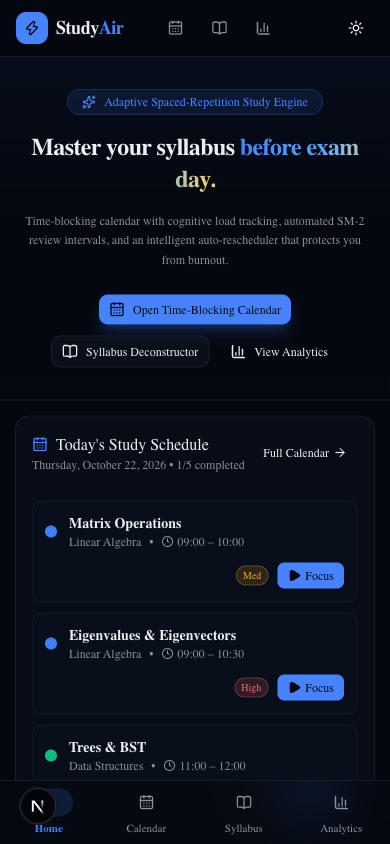 StudyAir
Adaptive Spaced-Repetition Study Engine
Master your syllabus before exam
day.
Time-blocking calendar with cognitive load tracking, automated SM-2
review intervals, and an intelligent auto-rescheduler that protects you
from burnout.
Open Time-Blocking Calendar
Syllabus Deconstructor
View Analytics
Today's Study Schedule
Thursday, October 22, 2026 • 1/5 completed
Full Calendar →
Matrix Operations
Linear Algebra • 09:00 – 10:00
Med
Focus
Eigenvalues & Eigenvectors
Linear Algebra • 09:00 – 10:30
High
Focus
Trees & BST
Data Structures • 11:00 – 12:00
N
Home
Calendar
Syllabus
Analytics